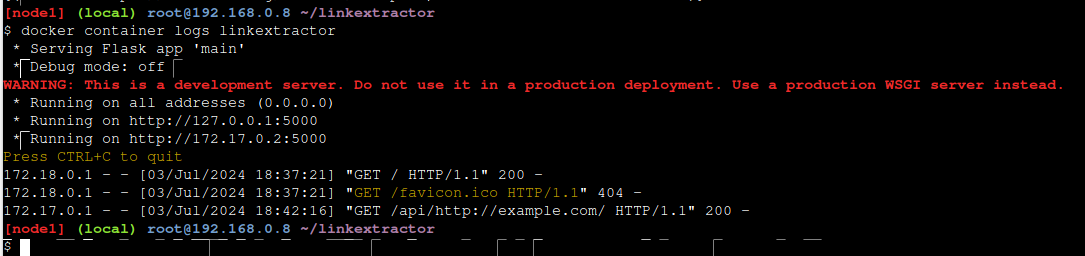 [node1] (local) root@192.168.0.8 ~/linkextractor
$ docker container logs linkextractor
 * Serving Flask app 'main'
 * Debug mode: off
WARNING: This is a development server. Do not use it in a production deployment. Use a production WSGI server instead.
 * Running on all addresses (0.0.0.0)
 * Running on http://127.0.0.1:5000
 * Running on http://172.17.0.2:5000
Press CTRL+C to quit
172.18.0.1 - - [03/Jul/2024 18:37:21] "GET / HTTP/1.1" 200 -
172.18.0.1 - - [03/Jul/2024 18:37:21] "GET /favicon.ico HTTP/1.1" 404 -
172.17.0.1 - - [03/Jul/2024 18:42:16] "GET /api/http://example.com/ HTTP/1.1" 200 -
[node1] (local) root@192.168.0.8 ~/linkextractor
$